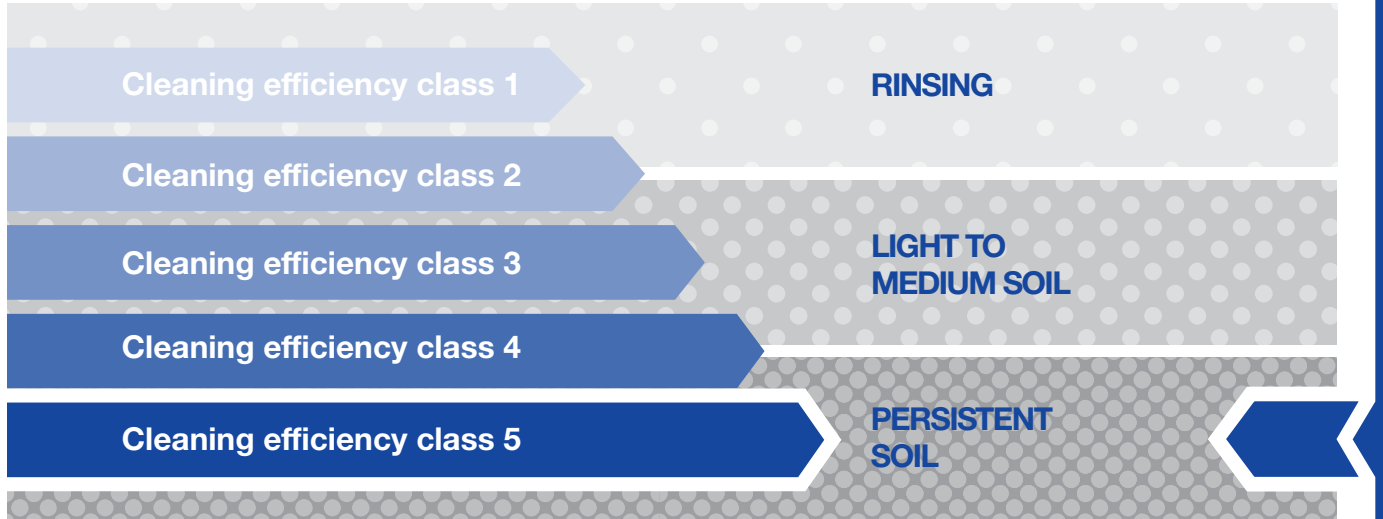 Cleaning efficiency class 1
RINSING
Cleaning efficiency class 2
Cleaning efficiency class 3
LIGHT TO
MEDIUM SOIL
Cleaning efficiency class 4
Cleaning efficiency class 5
PERSISTENT
SOIL